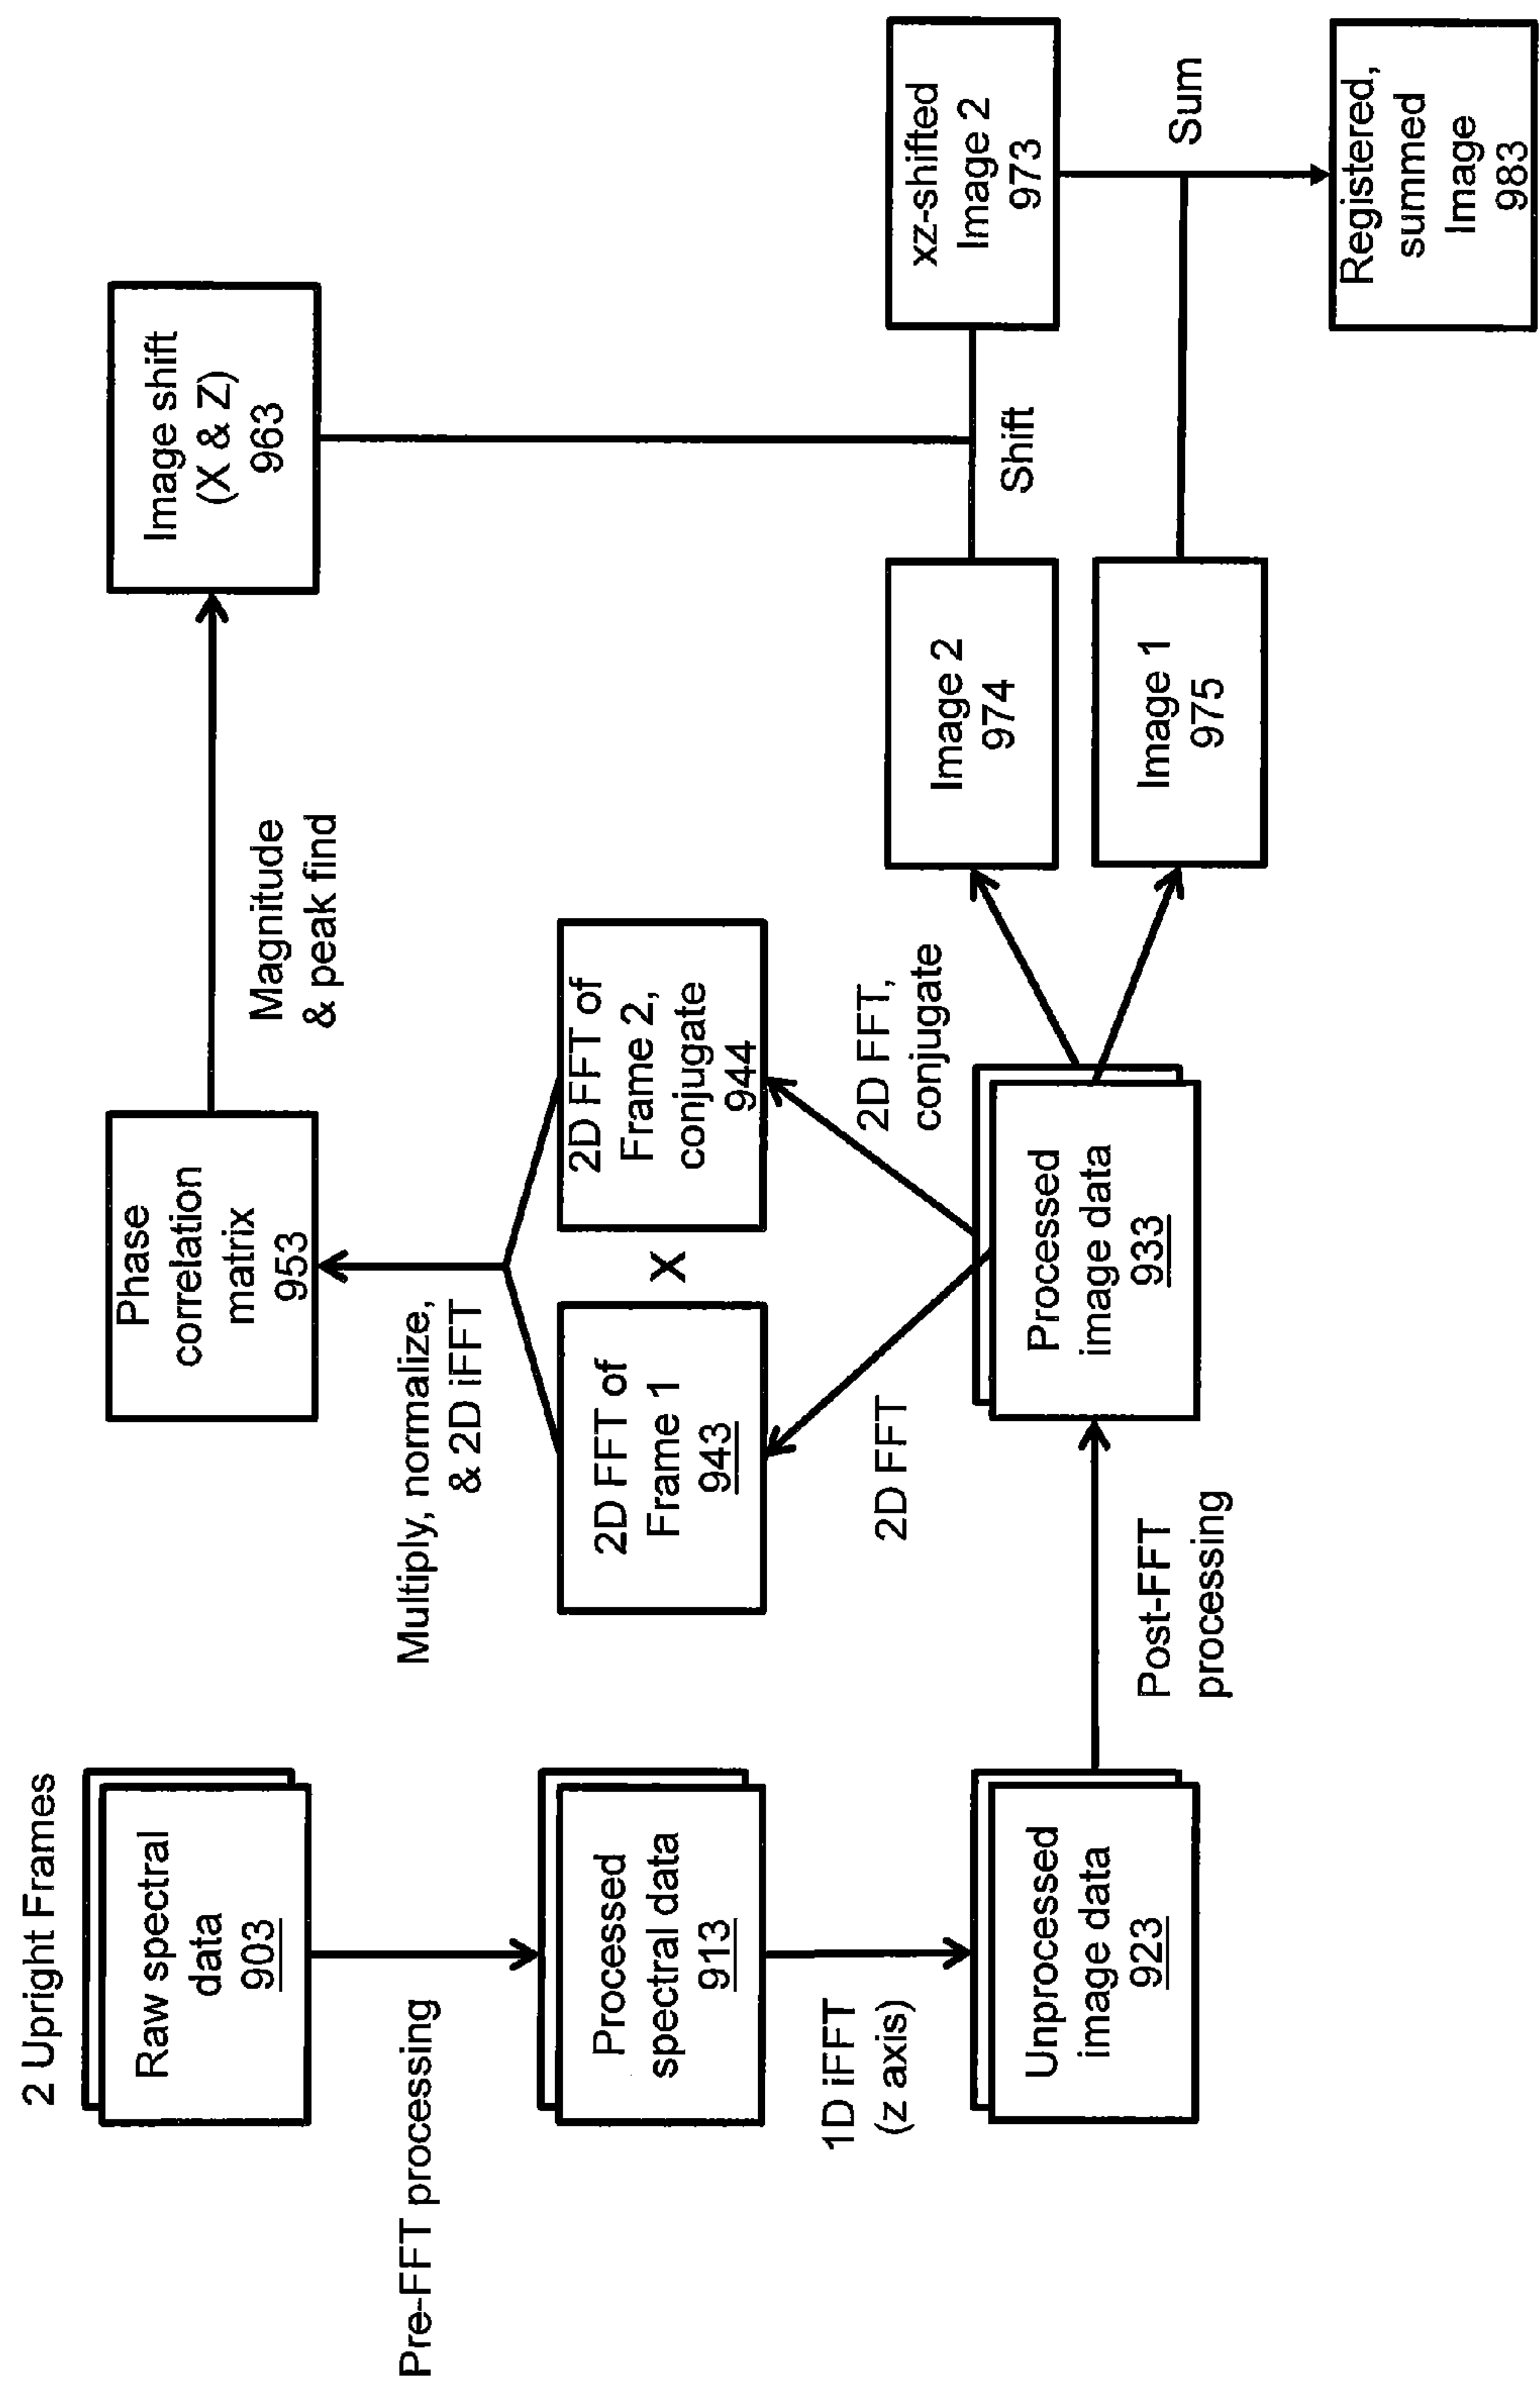 2 Upright Frames
Raw spectral
data
903
Pre-FFT processing
Processed
spectral data
913
1D iFFT
(z axis)
Unprocessed
image data
923
Post-FFT
processing
Processed
image data
933
2D FFT
2D FFT,
conjugate
2D FFT of
Frame 1
943
X
2D FFT of
Frame 2,
conjugate
944
Multiply, normalize,
& 2D iFFT
Phase
correlation
matrix
953
Magnitude
& peak find
Image shift
(X & Z)
963
Image 2
974
Image 1
975
Shift
xz-shifted
Image 2
973
Sum
Registered,
summed
Image
983